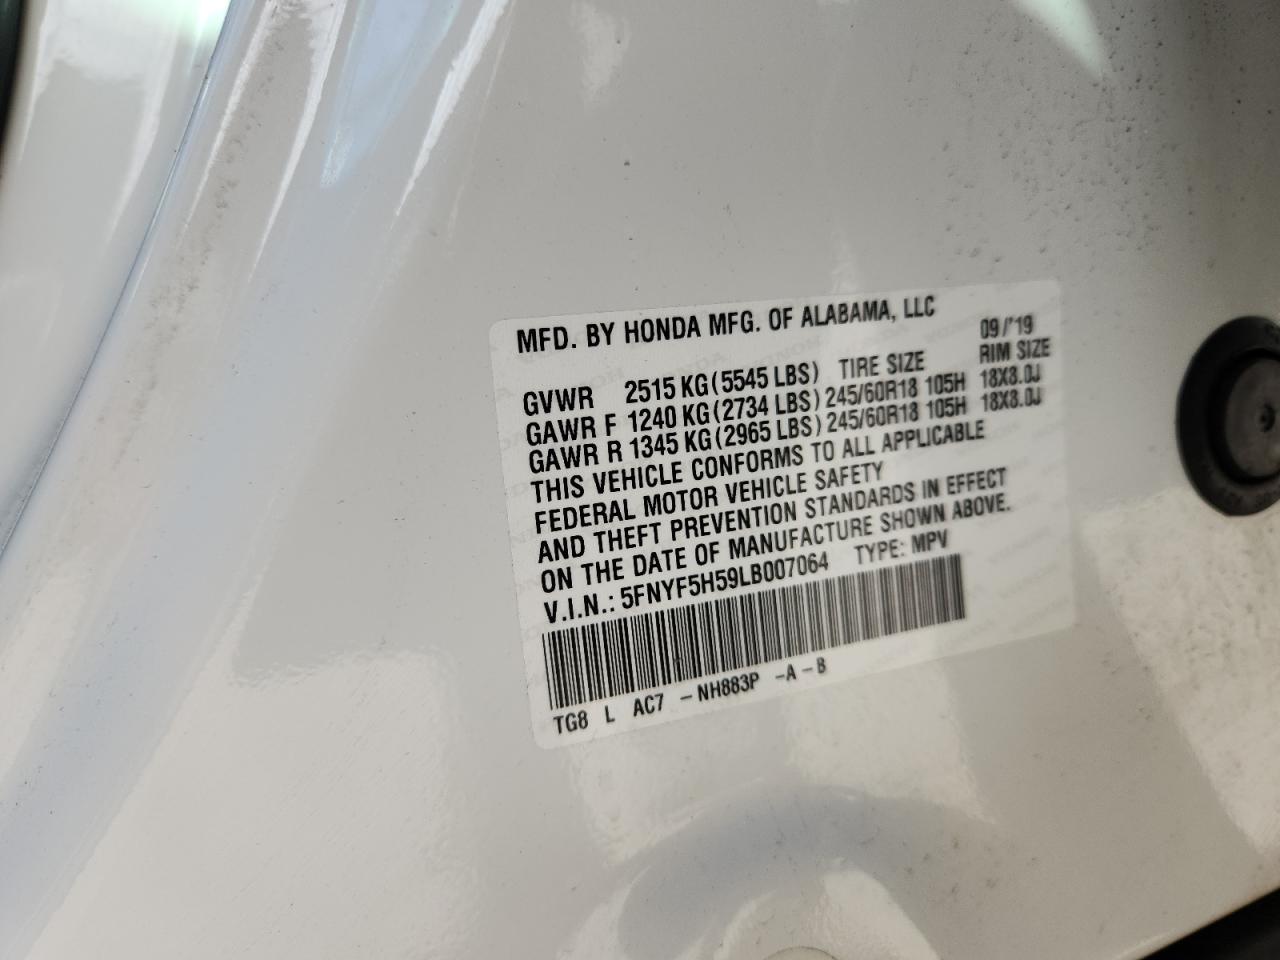 MFD. BY HONDA MFG. OF ALABAMA, LLC
09/'19
GVWR 2515 KG (5545 LBS) TIRE SIZE RIM SIZE
GAWR F 1240 KG (2734 LBS) 245/60R18 105H 18X8.0J
GAWR R 1345 KG (2965 LBS) 245/60R18 105H 18X8.0J
THIS VEHICLE CONFORMS TO ALL APPLICABLE
FEDERAL MOTOR VEHICLE SAFETY
AND THEFT PREVENTION STANDARDS IN EFFECT
ON THE DATE OF MANUFACTURE SHOWN ABOVE.
V.I.N.: 5FNYF5H59LB007064 TYPE: MPV
TG8 L AC7 -NH883P -A-B